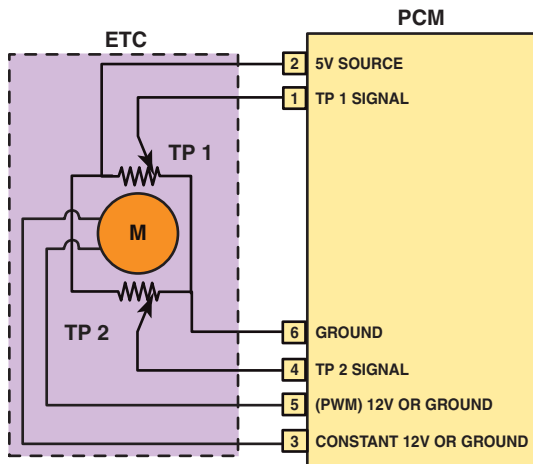 ETC
PCM
2 5V SOURCE
1 TP 1 SIGNAL
TP 1
M
TP 2
6 GROUND
4 TP 2 SIGNAL
5 (PWM) 12V OR GROUND
3 CONSTANT 12V OR GROUND